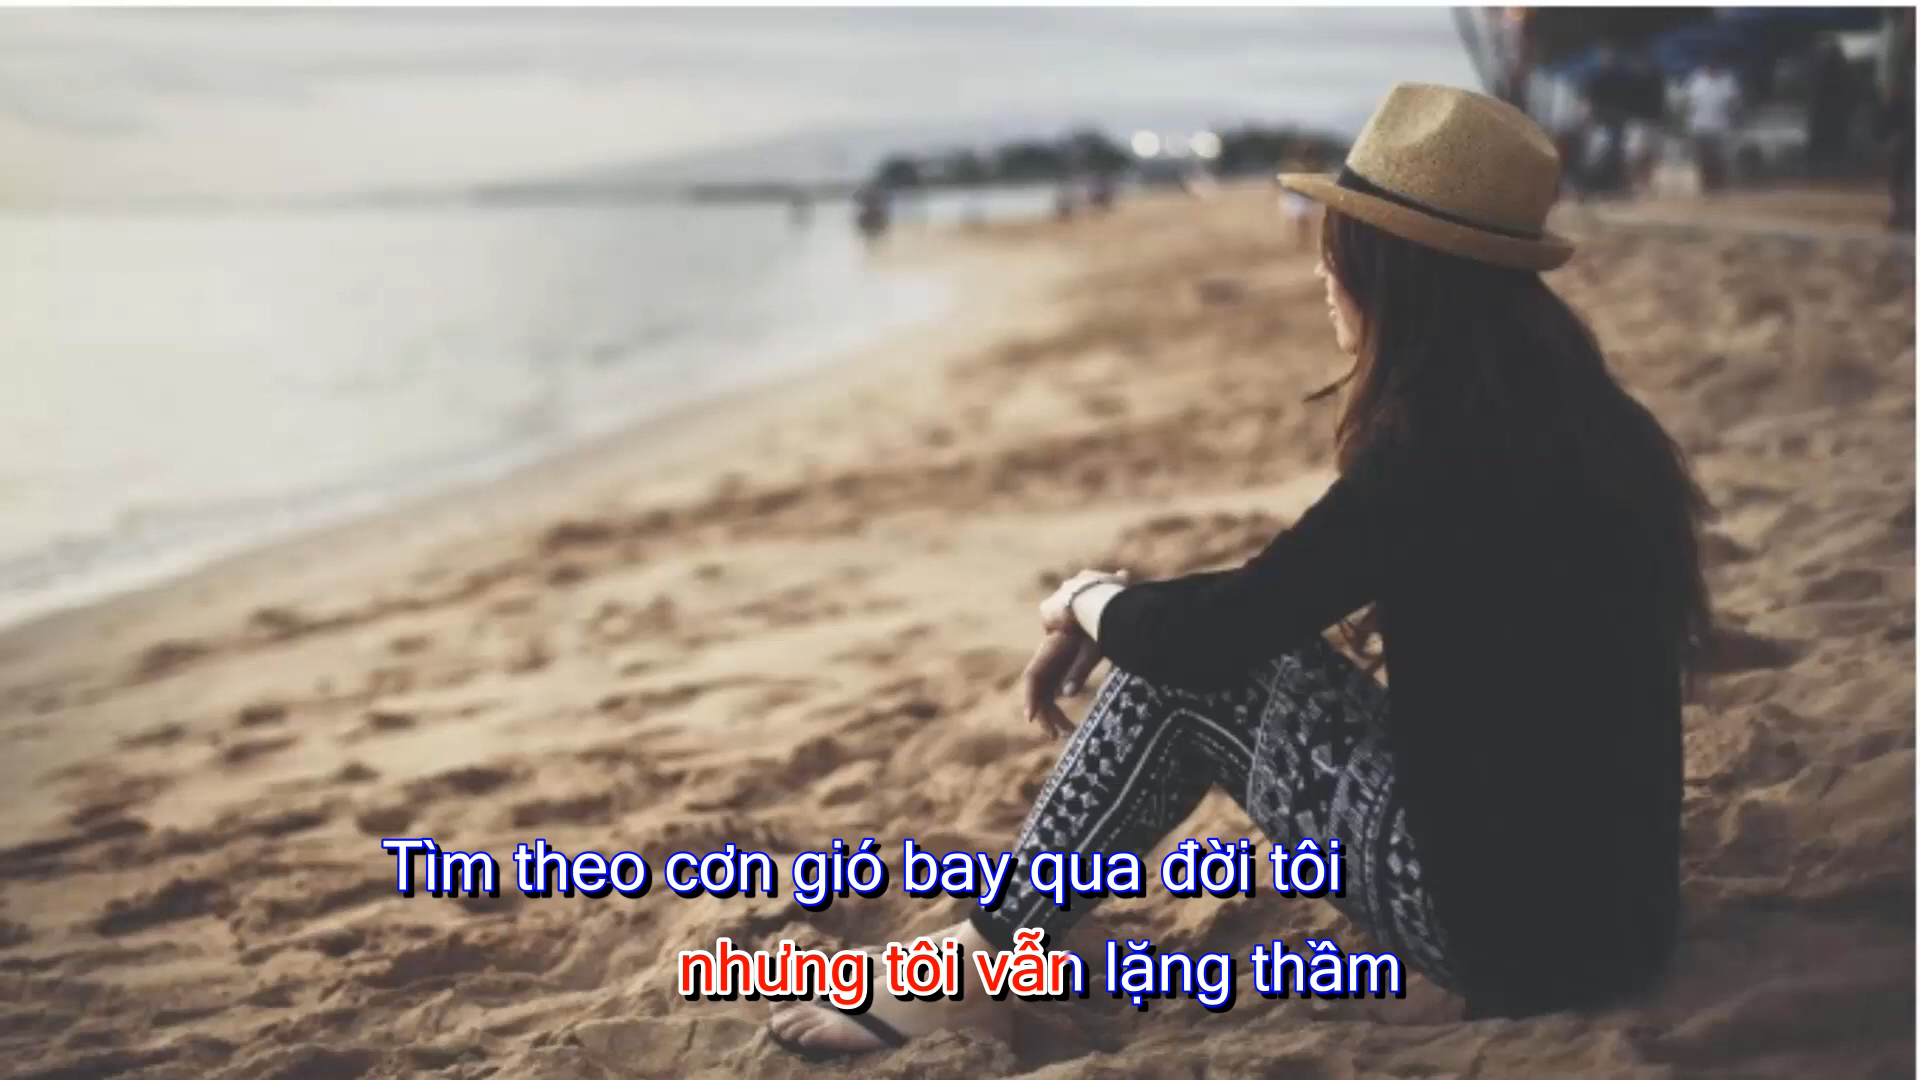 Tìm theo cơn gió bay qua đời tôi
nhưng tôi vẫn lặng thầm